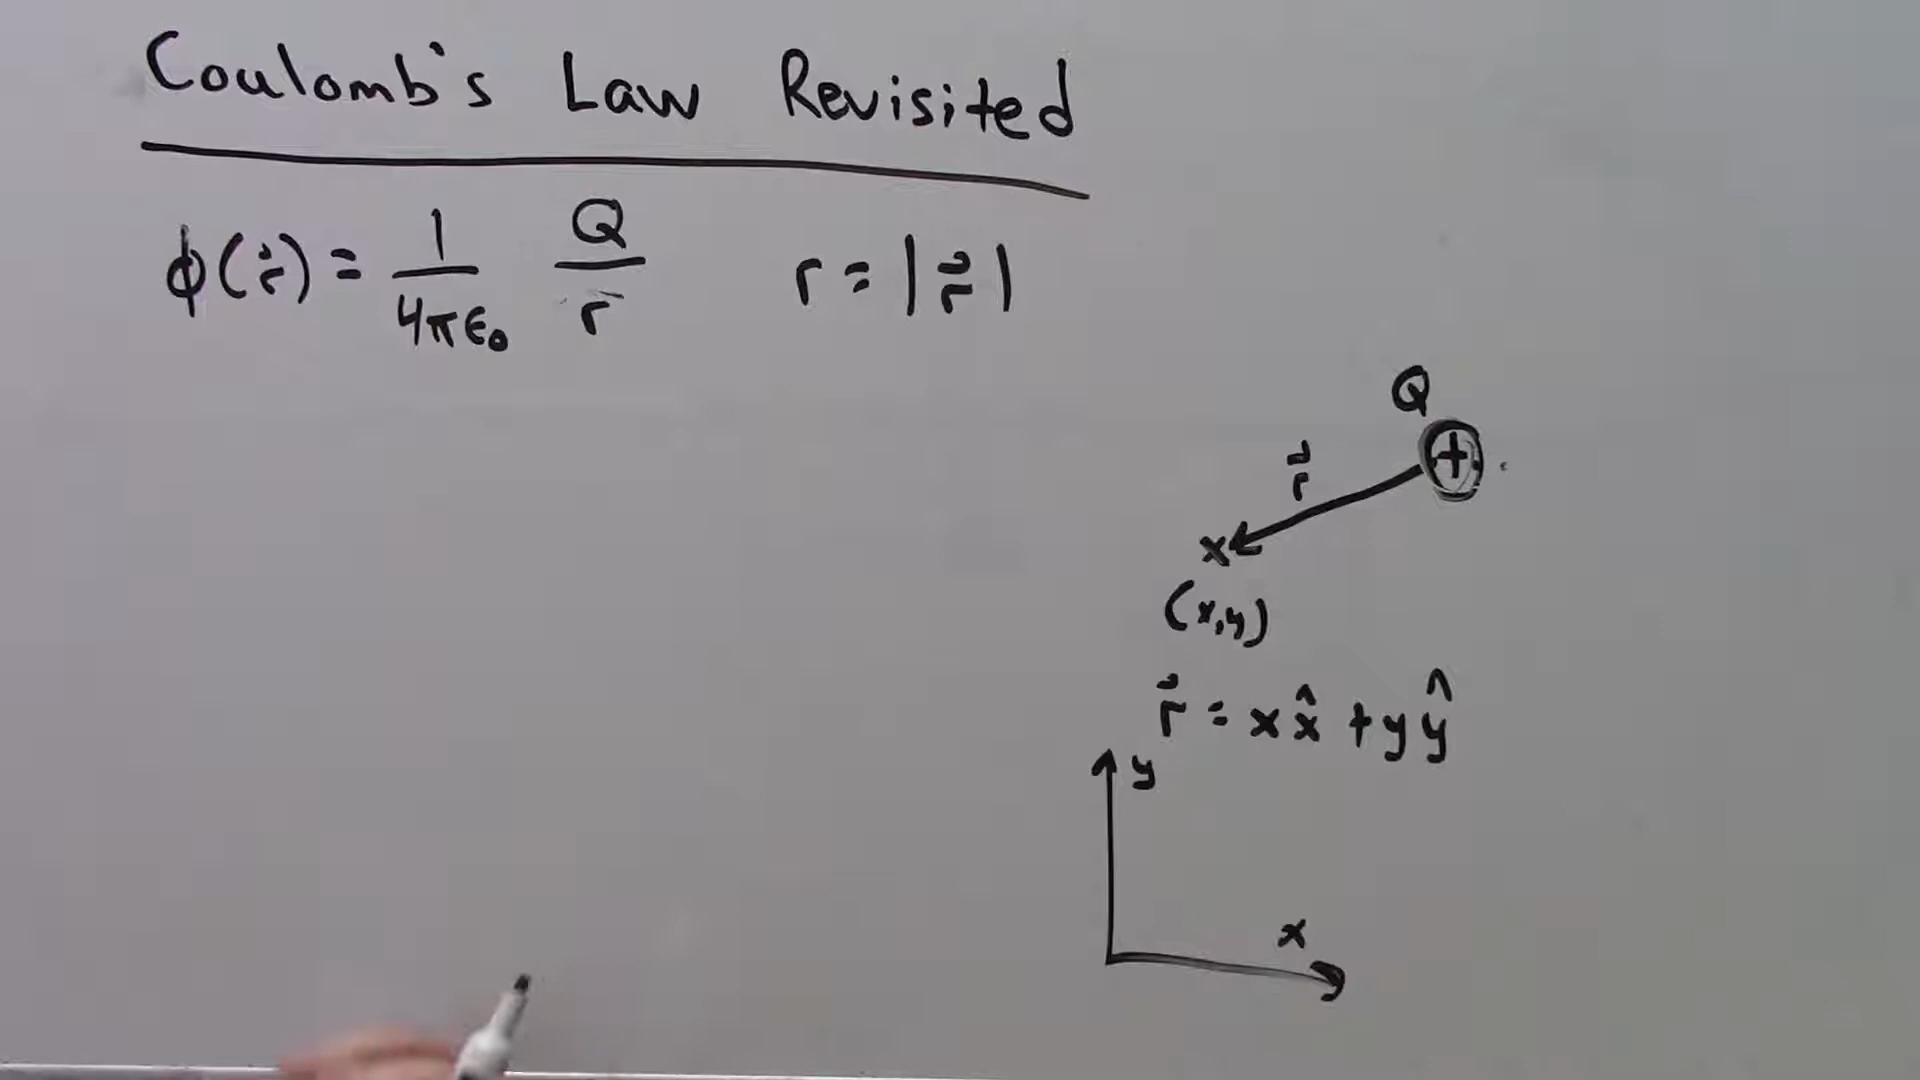 Coulomb's Law Revisited
ϕ(r⃗) = 1/(4πϵ₀) Q/r    r = |r⃗|
Q
+
r⃗
x
(x,y)
r⃗ = x x̂ + y ŷ
y
x